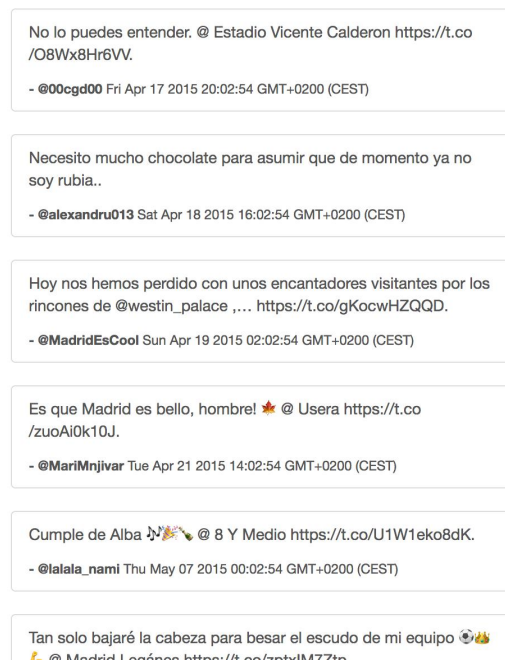 No lo puedes entender. @ Estadio Vicente Calderon https://t.co
/O8Wx8Hr6VV.
- @00cgd00 Fri Apr 17 2015 20:02:54 GMT+0200 (CEST)
Necesito mucho chocolate para asumir que de momento ya no
soy rubia..
- @alexandru013 Sat Apr 18 2015 16:02:54 GMT+0200 (CEST)
Hoy nos hemos perdido con unos encantadores visitantes por los
rincones de @westin_palace ,… https://t.co/gKocwHZQQD.
- @MadridEsCool Sun Apr 19 2015 02:02:54 GMT+0200 (CEST)
Es que Madrid es bello, hombre! 🍁 @ Usera https://t.co
/zuoAi0k10J.
- @MariMnjivar Tue Apr 21 2015 14:02:54 GMT+0200 (CEST)
Cumple de Alba 🎶🎉🍾 @ 8 Y Medio https://t.co/U1W1eko8dK.
- @lalala_nami Thu May 07 2015 00:02:54 GMT+0200 (CEST)
Tan solo bajaré la cabeza para besar el escudo de mi equipo ⚽👑
💪 @ Madrid Leganés